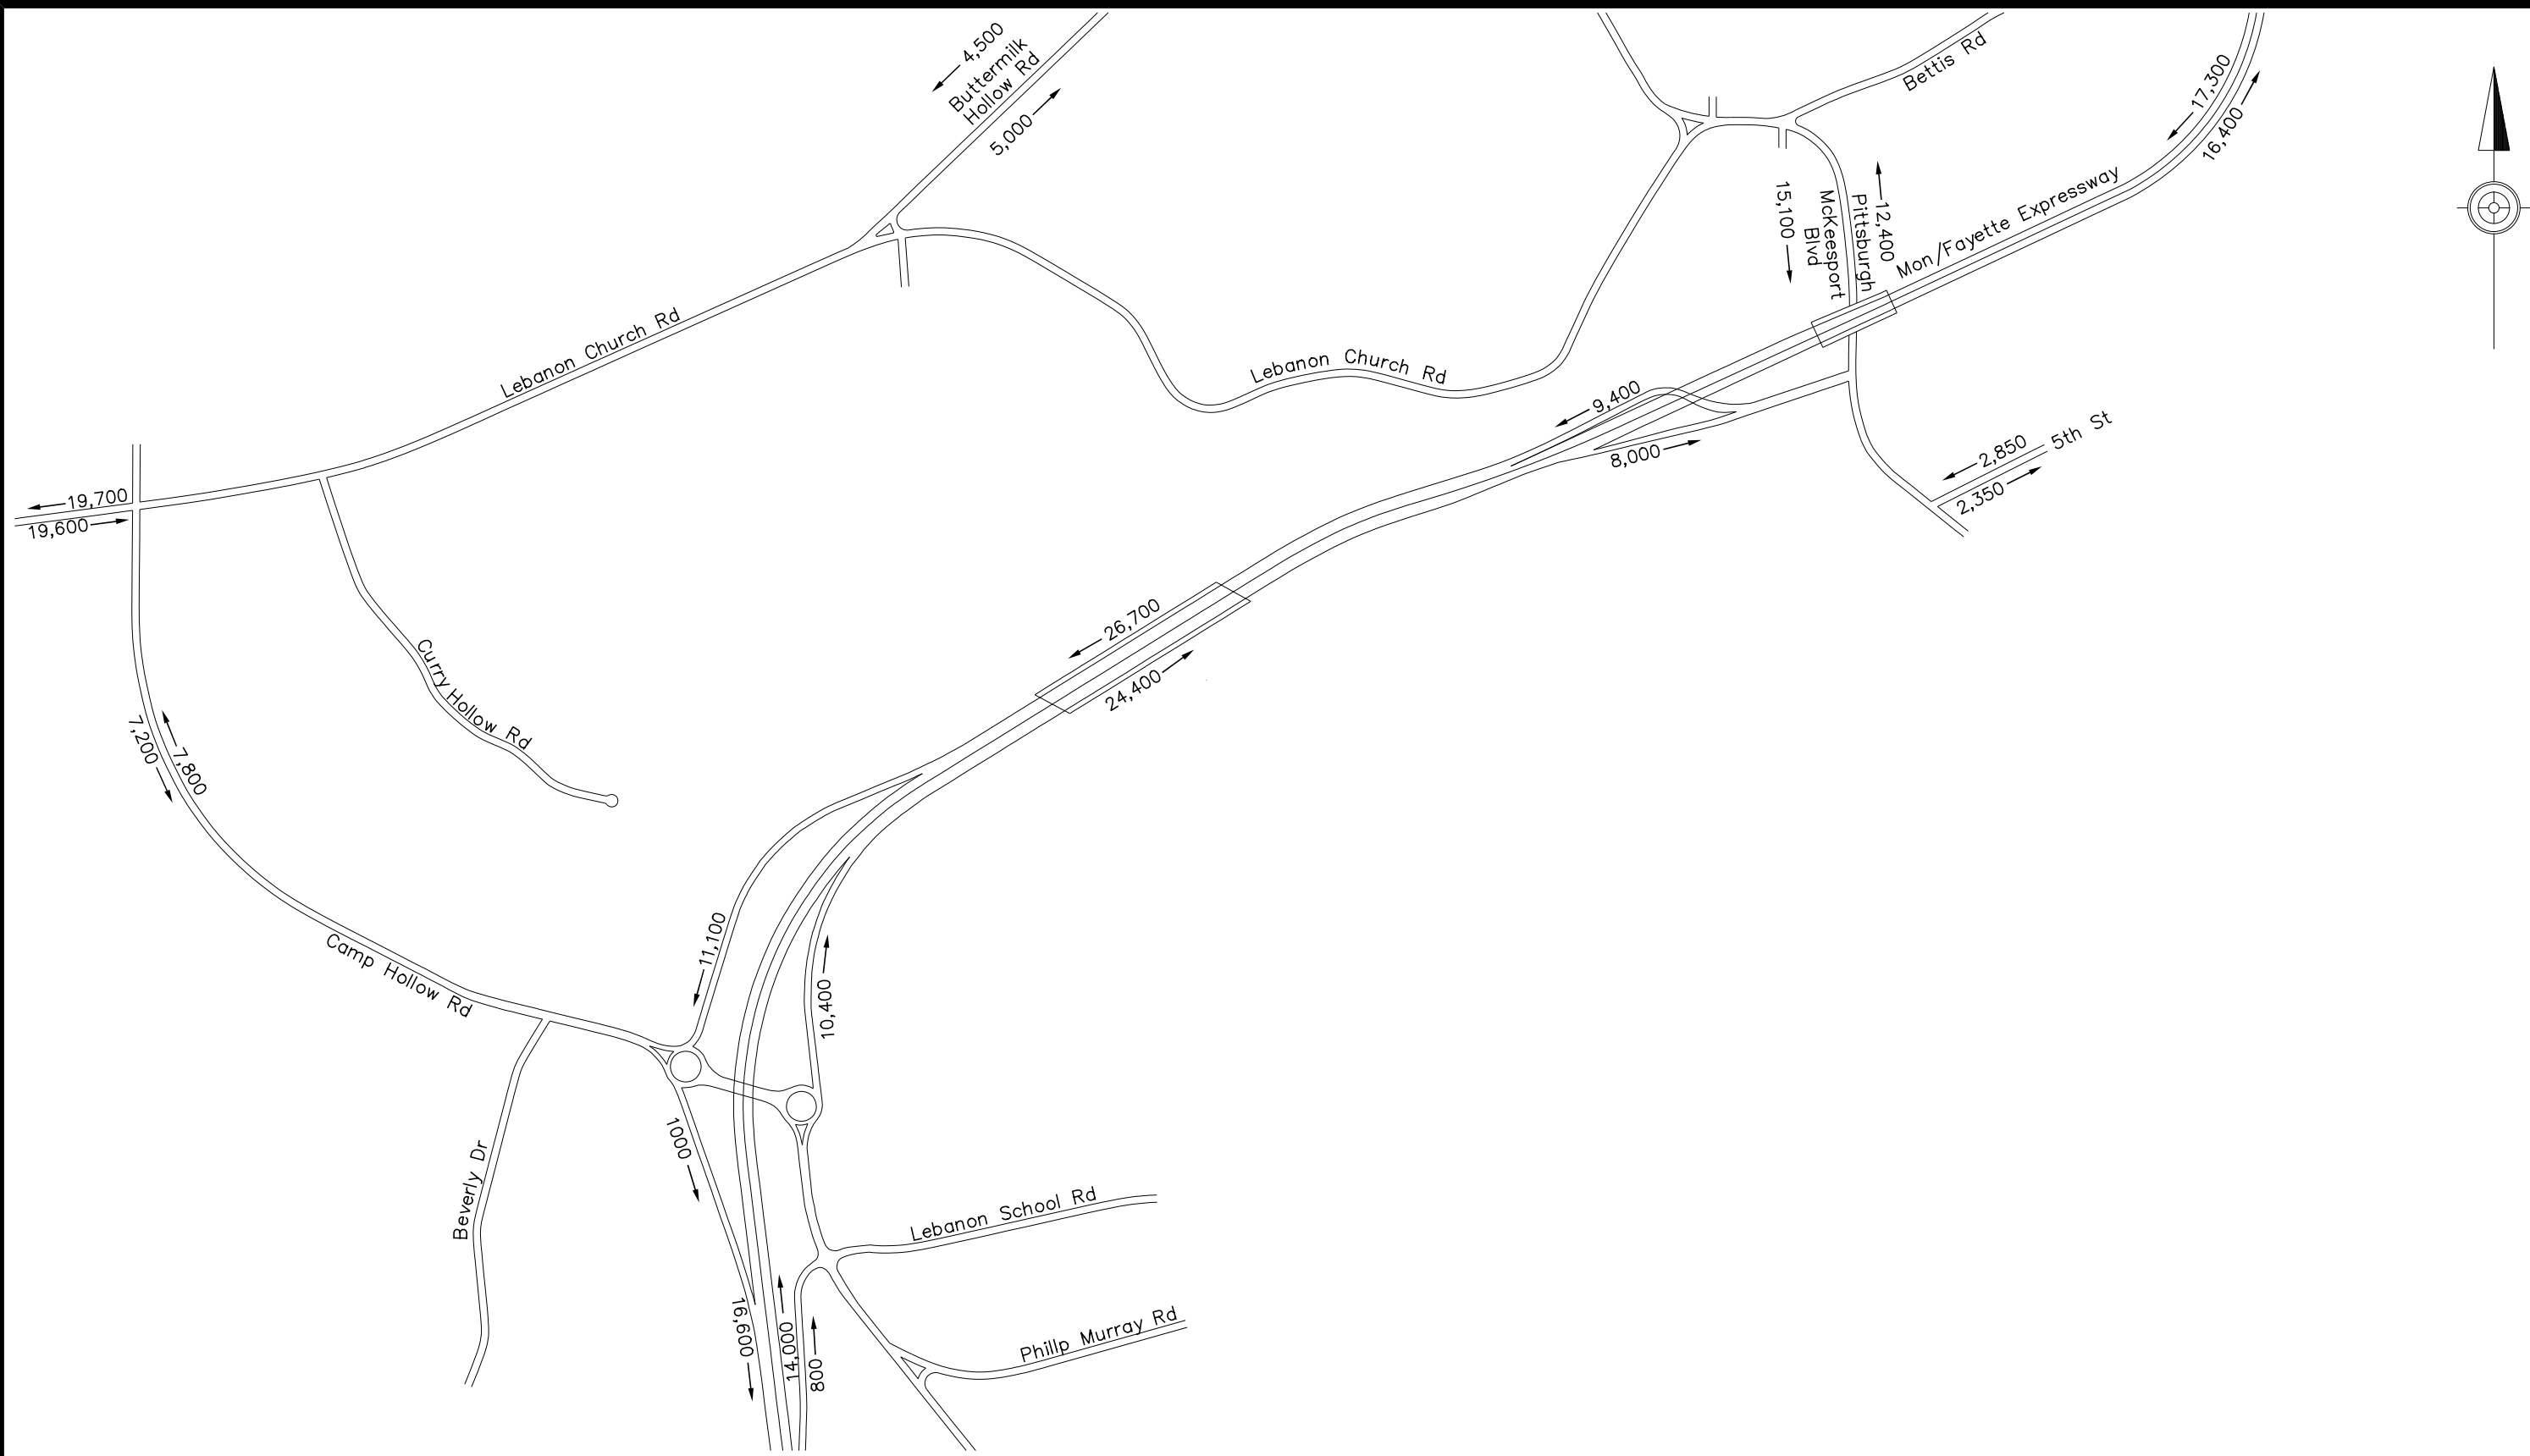 4,500
Buttermilk
Hollow Rd
5,000
Bettis Rd
17,300
16,400
15,100
McKeesport
Blvd
Pittsburgh
12,400
Mon/Fayette Expressway
Lebanon Church Rd
Lebanon Church Rd
9,400
8,000
2,850
5th St
2,350
19,700
19,600
26,700
24,400
Curry Hollow Rd
7,200
7,800
Camp Hollow Rd
11,100
10,400
1000
Beverly Dr
Lebanon School Rd
16,600
14,000
800
Phillp Murray Rd